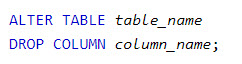 ALTER TABLE table_name
DROP COLUMN column_name;